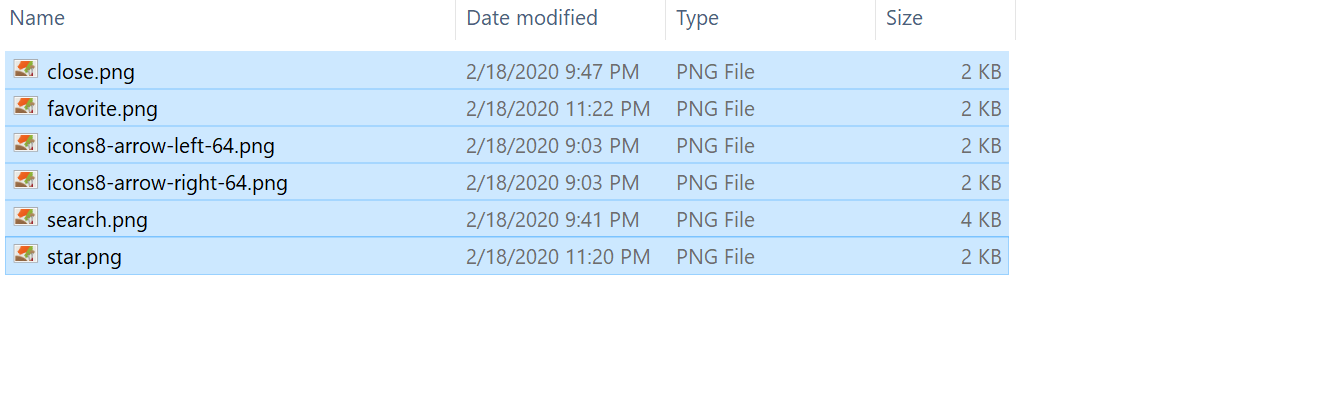 Name Date modified Type Size
close.png 2/18/2020 9:47 PM PNG File 2 KB
favorite.png 2/18/2020 11:22 PM PNG File 2 KB
icons8-arrow-left-64.png 2/18/2020 9:03 PM PNG File 2 KB
icons8-arrow-right-64.png 2/18/2020 9:03 PM PNG File 2 KB
search.png 2/18/2020 9:41 PM PNG File 4 KB
star.png 2/18/2020 11:20 PM PNG File 2 KB